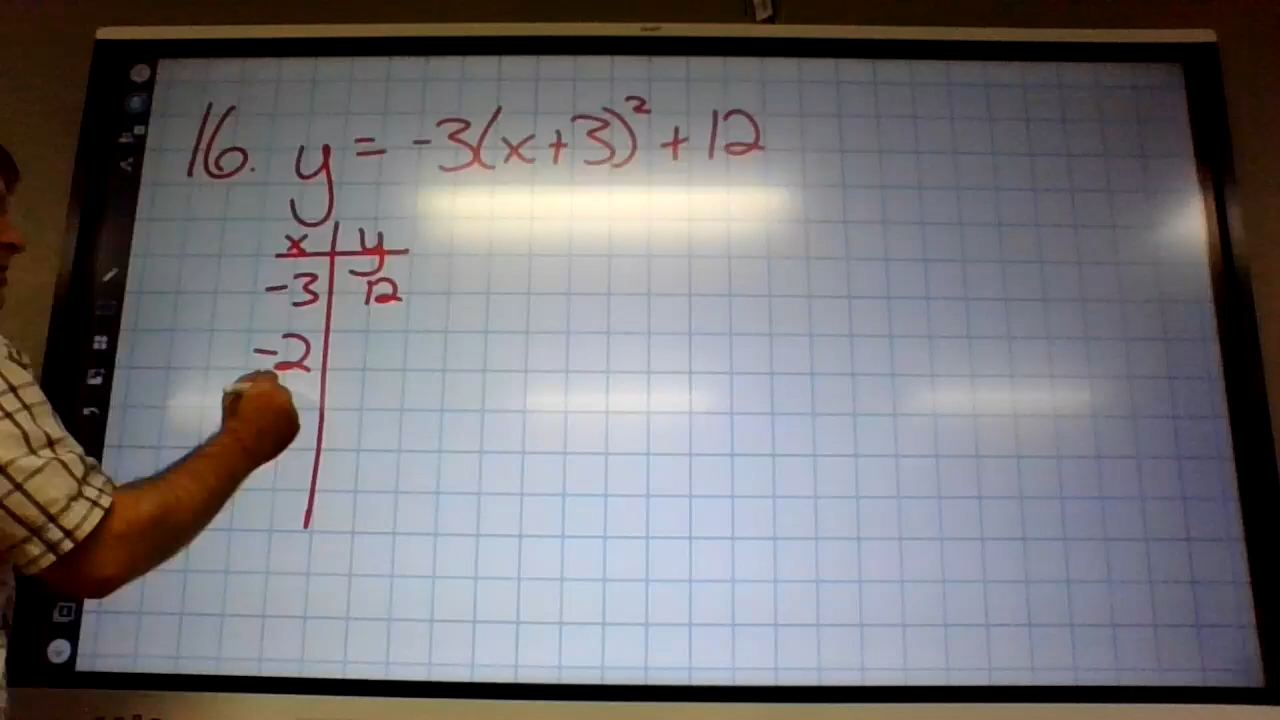 16. y = -3(x+3)² + 12
x | y
-3 | 12
-2 |